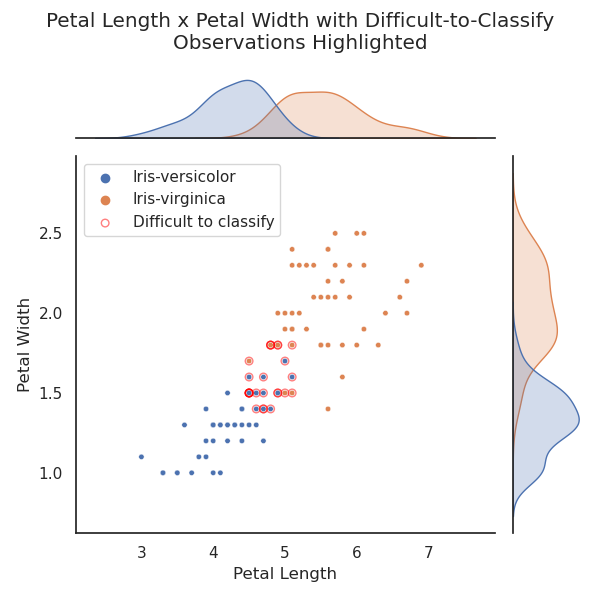 Petal Length x Petal Width with Difficult-to-Classify
Observations Highlighted
Iris-versicolor
Iris-virginica
Difficult to classify
2.5
2.0
1.5
1.0
Petal Width
3 4 5 6 7
Petal Length